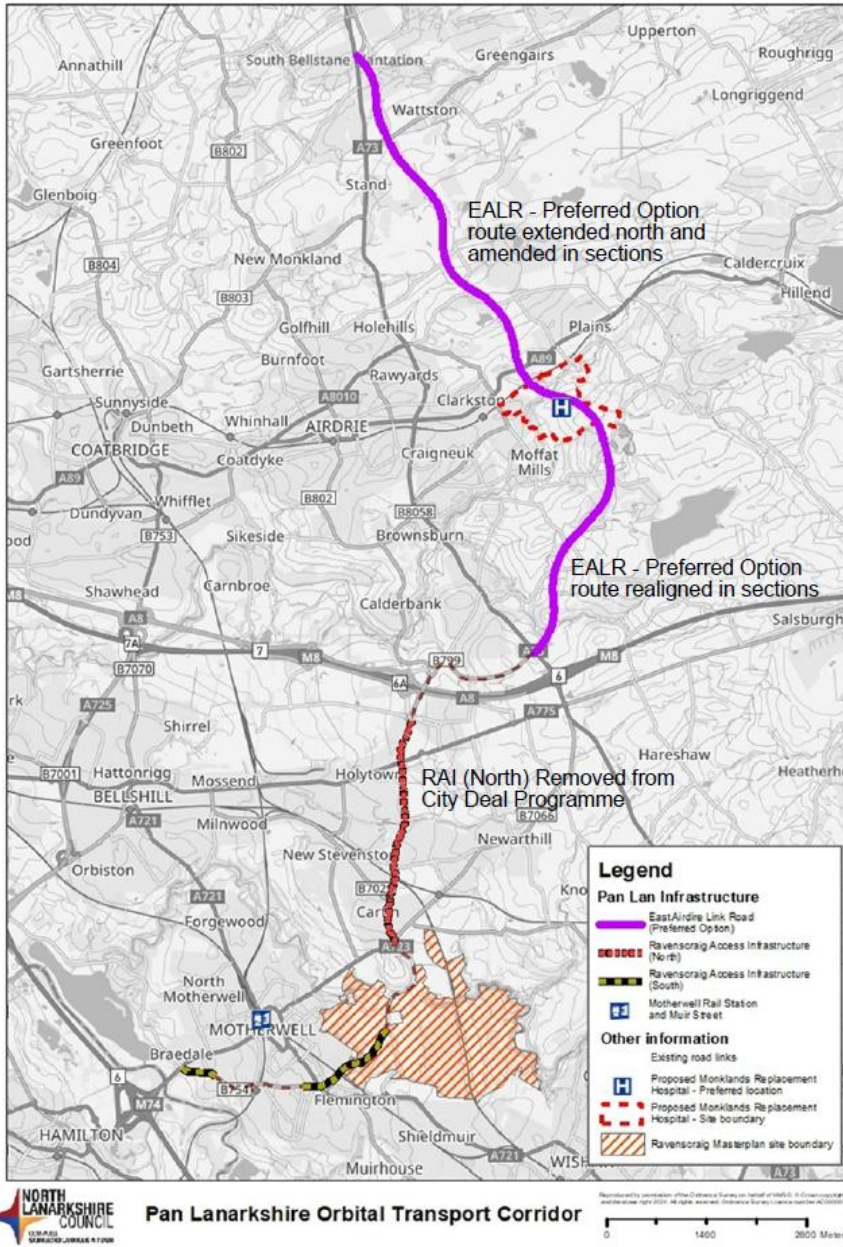 Upperton
Annathill
South Bellstane Plantation
Greengairs
Roughrigg
Longriggend
Wattston
Greenfoot
B802
A73
Stand
Glenboig
EALR - Preferred Option
route extended north and
amended in sections
New Monkland
B804
B803
Caldercruix
Hillend
Golfhill
Holehills
Plains
Burnfoot
A89
Gartsherrie
Rawyards
Sunnyside
A8010
Clarkston
H
Dunbeth
Whinhall
AIRDRIE
COATBRIDGE
Coatdyke
Craigneuk
Moffat
Mills
A89
Whifflet
B802
Dundyvan
B8058
B753
Sikeside
Brownsburn
EALR - Preferred Option
route realigned in sections
Shawhead
Carnbroe
Calderbank
M8
A8
Salsburgh
7A
7
B799
M8
B7070
M8
6A
A8
6
A725
A775
Shirrel
Hareshaw
RAI (North) Removed from
City Deal Programme
B7001
Hattonrigg
Mossend
Holytown
BELLSHILL
B7066
A721
Milnwood
Newarthill
Orbiston
New Stevenston
A721
Forgewood
North
Motherwell
MOTHERWELL
Braedale
6
B754
M74
Flemington
HAMILTON
Shieldmuir
A721
Muirhouse
A73
Legend
Pan Lan Infrastructure
East Airdire Link Road
(Preferred Option)
Ravenscraig Access Infrastructure
(North)
Ravenscraig Access Infrastructure
(South)
Motherwell Rail Station
and Muir Street
Other information
Existing road links
H
Proposed Monklands Replacement
Hospital - Preferred location
Proposed Monklands Replacement
Hospital - Site boundary
Ravenscraig Masterplan site boundary
NORTH
LANARKSHIRE
COUNCIL
Pan Lanarkshire Orbital Transport Corridor
0 1400 2800 Meters